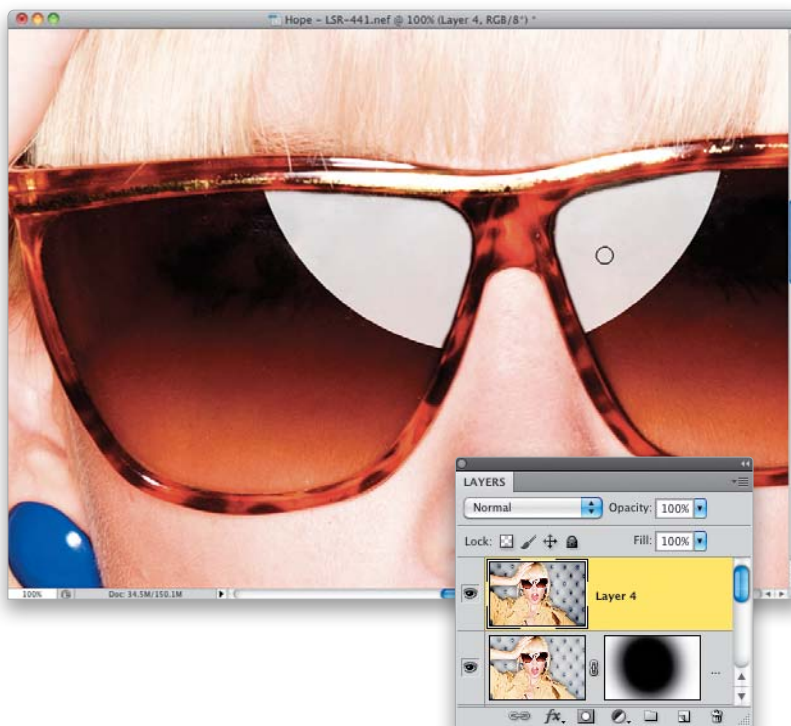 Hope – LSR-441.nef @ 100% (Layer 4, RGB/8*) *
100% Doc: 34.5M/150.1M
LAYERS
Normal Opacity: 100%
Lock: Fill: 100%
Layer 4
...
fx.